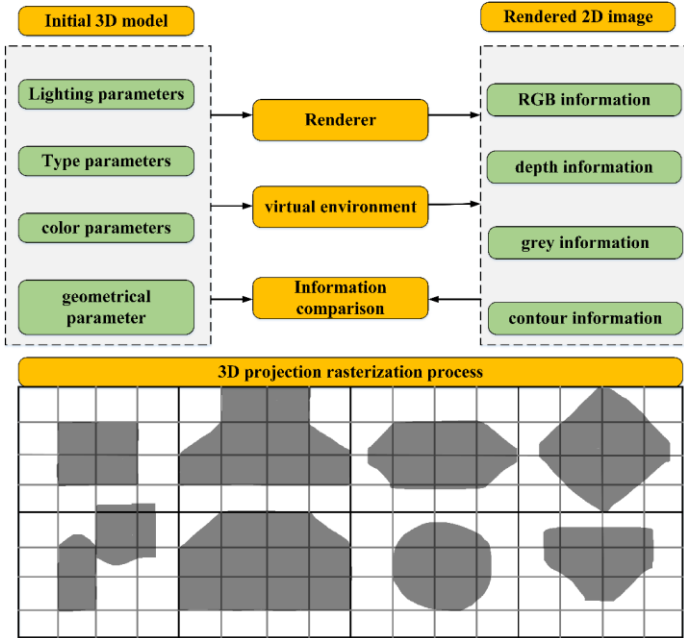 Initial 3D model
Rendered 2D image
Lighting parameters
Type parameters
color parameters
geometrical
parameter
Renderer
virtual environment
Information
comparison
RGB information
depth information
grey information
contour information
3D projection rasterization process